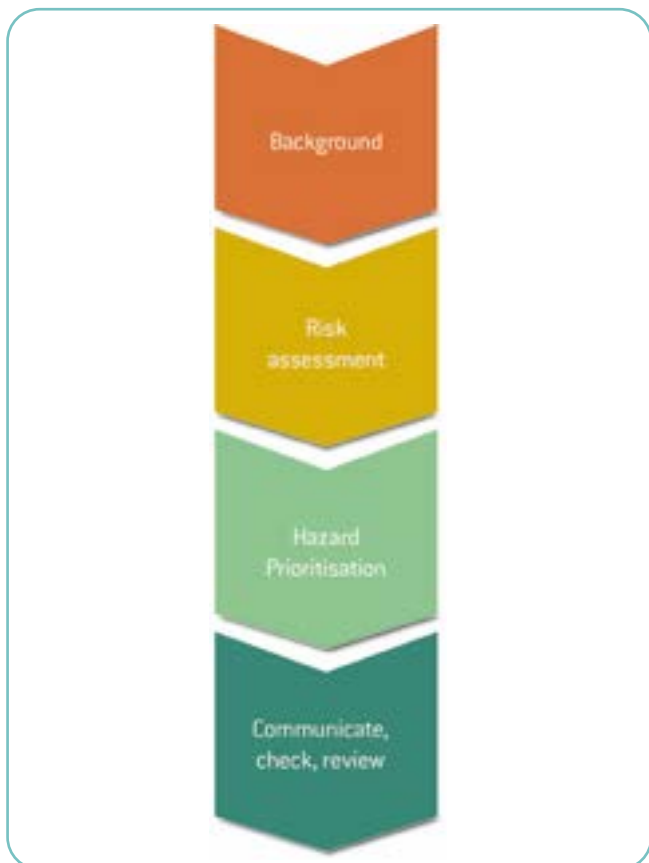 Background
Risk
assessment
Hazard
Prioritisation
Communicate,
check, review